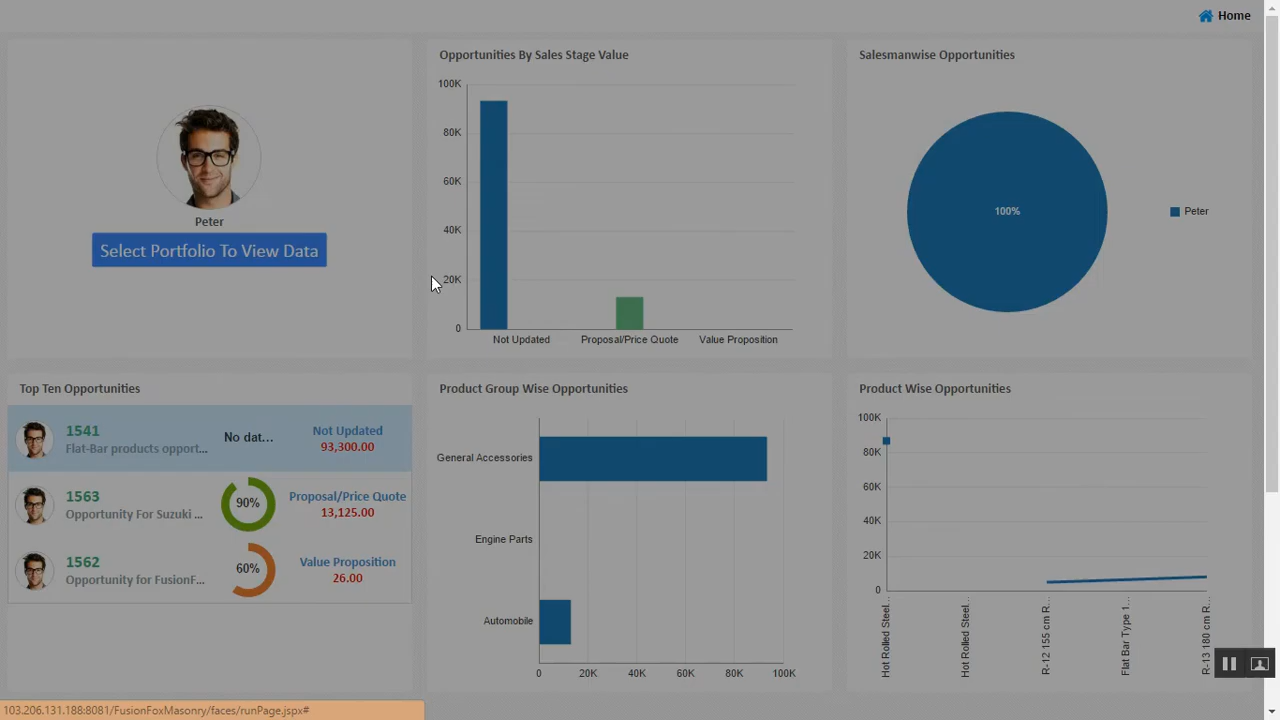 Home
Peter
Select Portfolio To View Data
Opportunities By Sales Stage Value
100K
80K
60K
40K
20K
0
Not Updated Proposal/Price Quote Value Proposition
Salesmanwise Opportunities
100%
Peter
Top Ten Opportunities
1541
Flat-Bar products opport...
No dat...
Not Updated
93,300.00
1563
Opportunity For Suzuki ...
90%
Proposal/Price Quote
13,125.00
1562
Opportunity for FusionF...
60%
Value Proposition
26.00
Product Group Wise Opportunities
General Accessories
Engine Parts
Automobile
0 20K 40K 60K 80K 100K
Product Wise Opportunities
100K
80K
60K
40K
20K
0
Hot Rolled Steel...
Hot Rolled Steel...
R-12 155 cm R...
Flat Bar Type 1...
R-13 180 cm R...
103.206.131.188:8081/FusionFoxMasonry/faces/runPage.jspx#